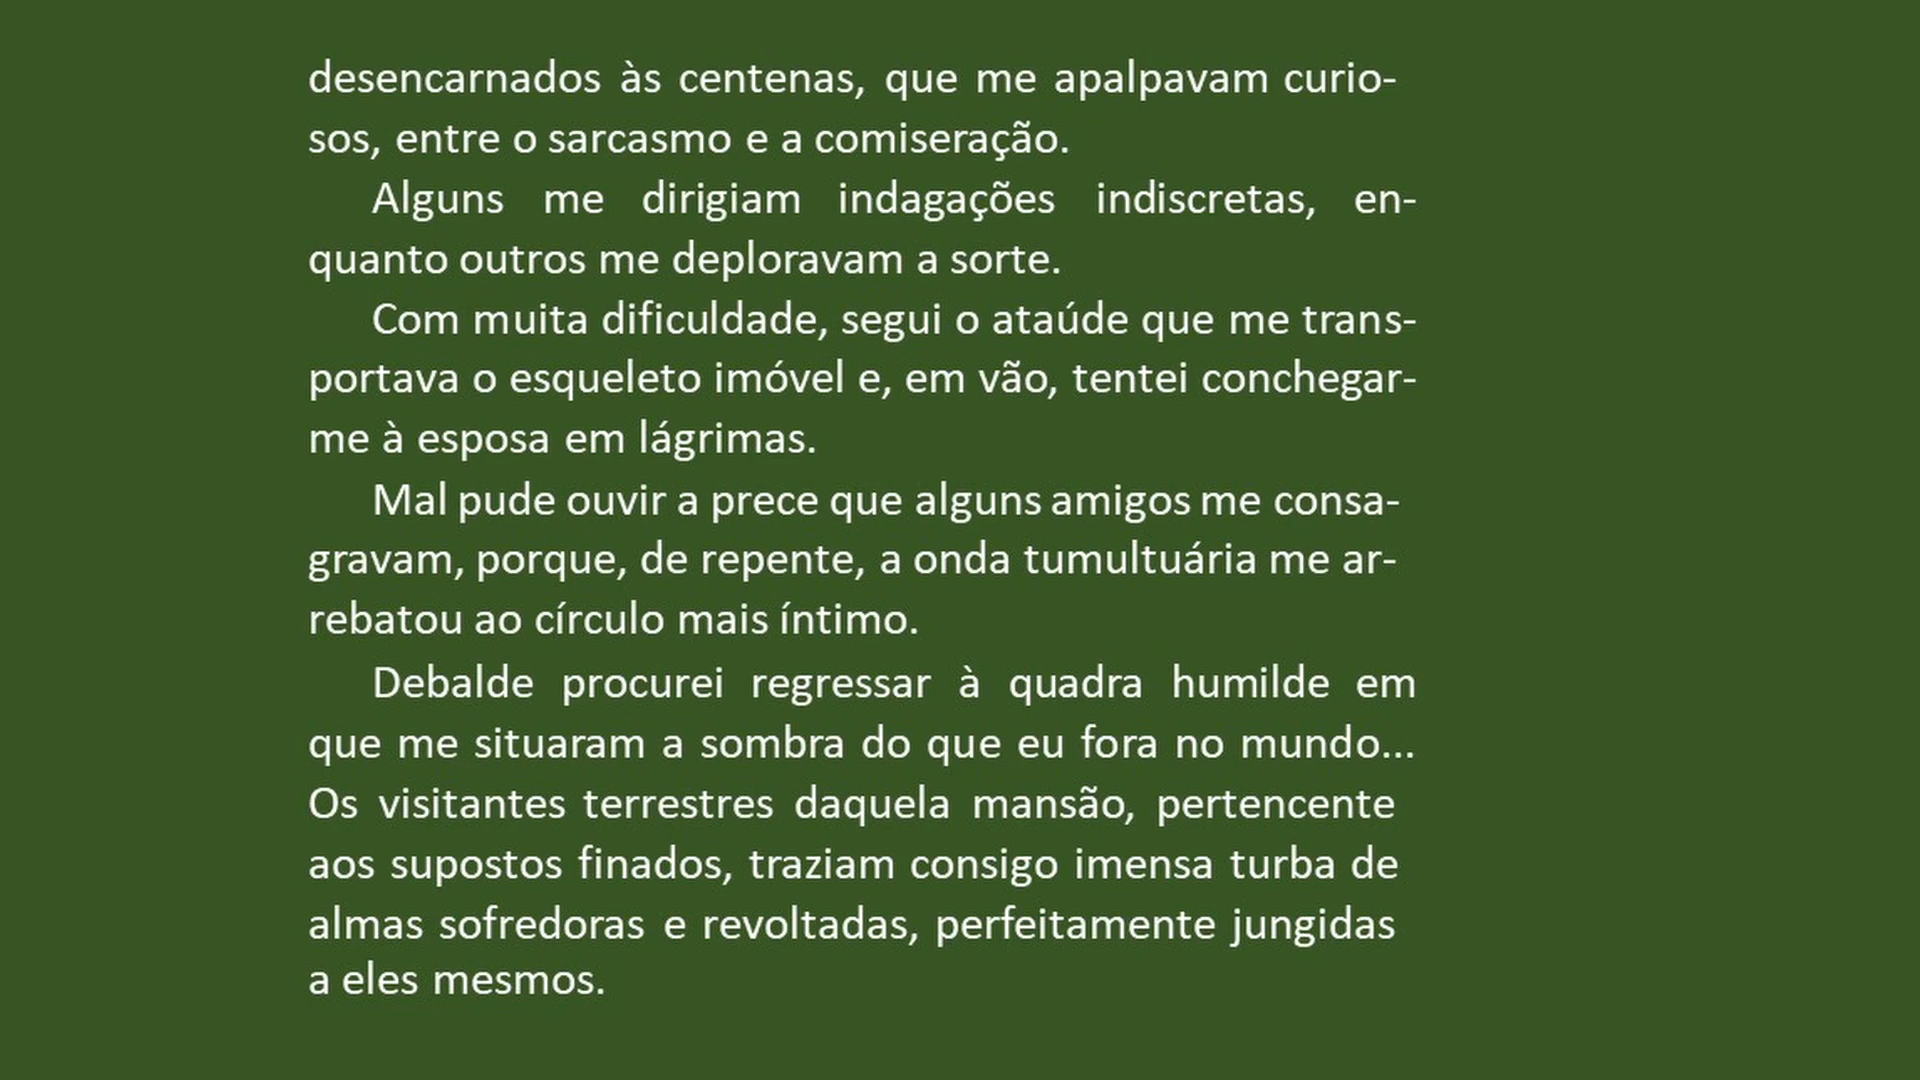 desencarnados às centenas, que me apalpavam curio-
sos, entre o sarcasmo e a comiseração.
Alguns me dirigiam indagações indiscretas, en-
quanto outros me deploravam a sorte.
Com muita dificuldade, segui o ataúde que me trans-
portava o esqueleto imóvel e, em vão, tentei conchegar-
me à esposa em lágrimas.
Mal pude ouvir a prece que alguns amigos me consa-
gravam, porque, de repente, a onda tumultuária me ar-
rebatou ao círculo mais íntimo.
Debalde procurei regressar à quadra humilde em
que me situaram a sombra do que eu fora no mundo...
Os visitantes terrestres daquela mansão, pertencente
aos supostos finados, traziam consigo imensa turba de
almas sofredoras e revoltadas, perfeitamente jungidas
a eles mesmos.